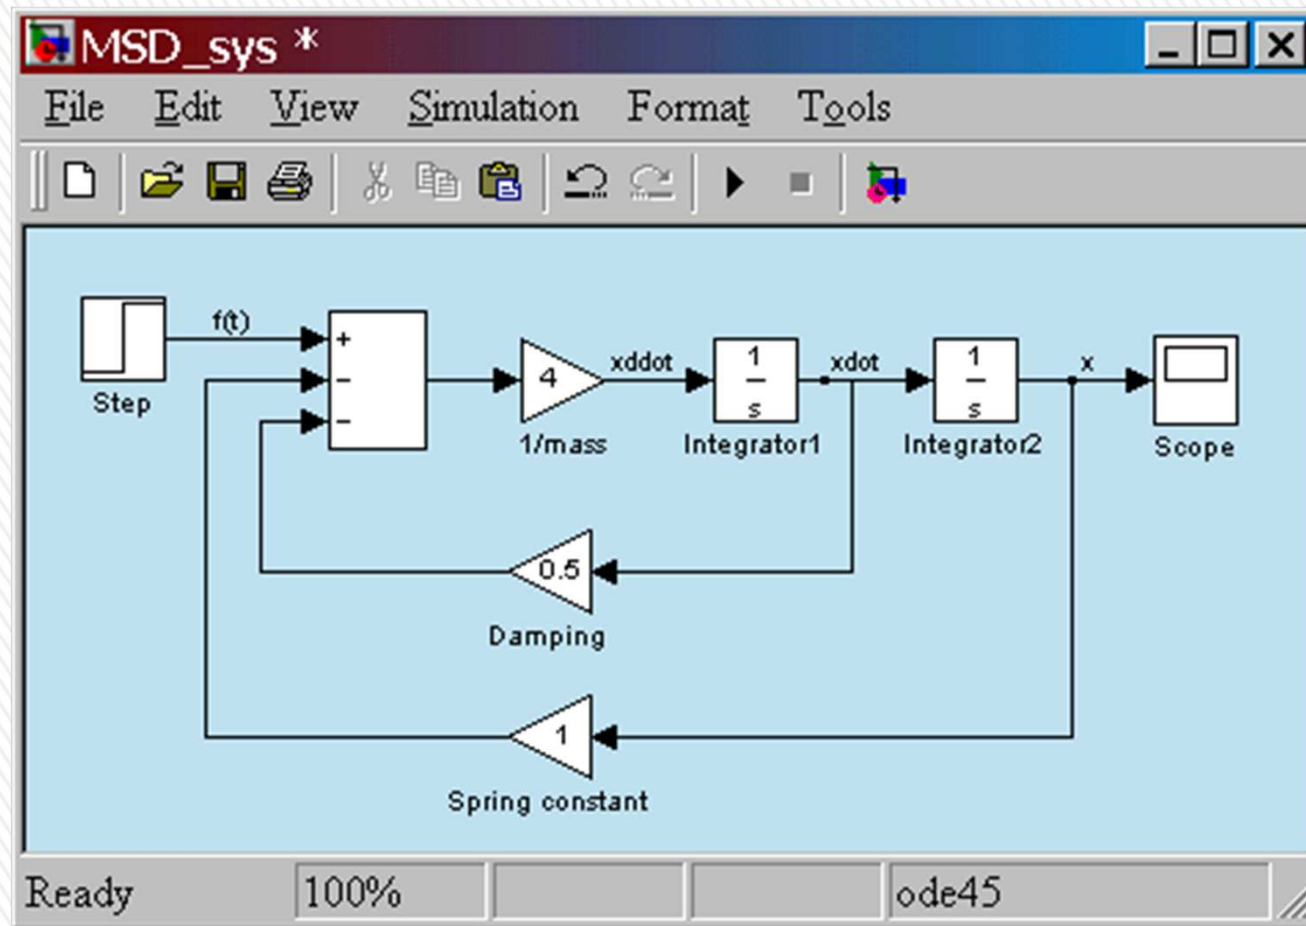 MSD_sys *
File Edit View Simulation Format Tools
f(t)
+
−
−
Step
4
1/mass
xddot
1
s
Integrator1
xdot
1
s
Integrator2
x
Scope
0.5
Damping
1
Spring constant
Ready 100% ode45